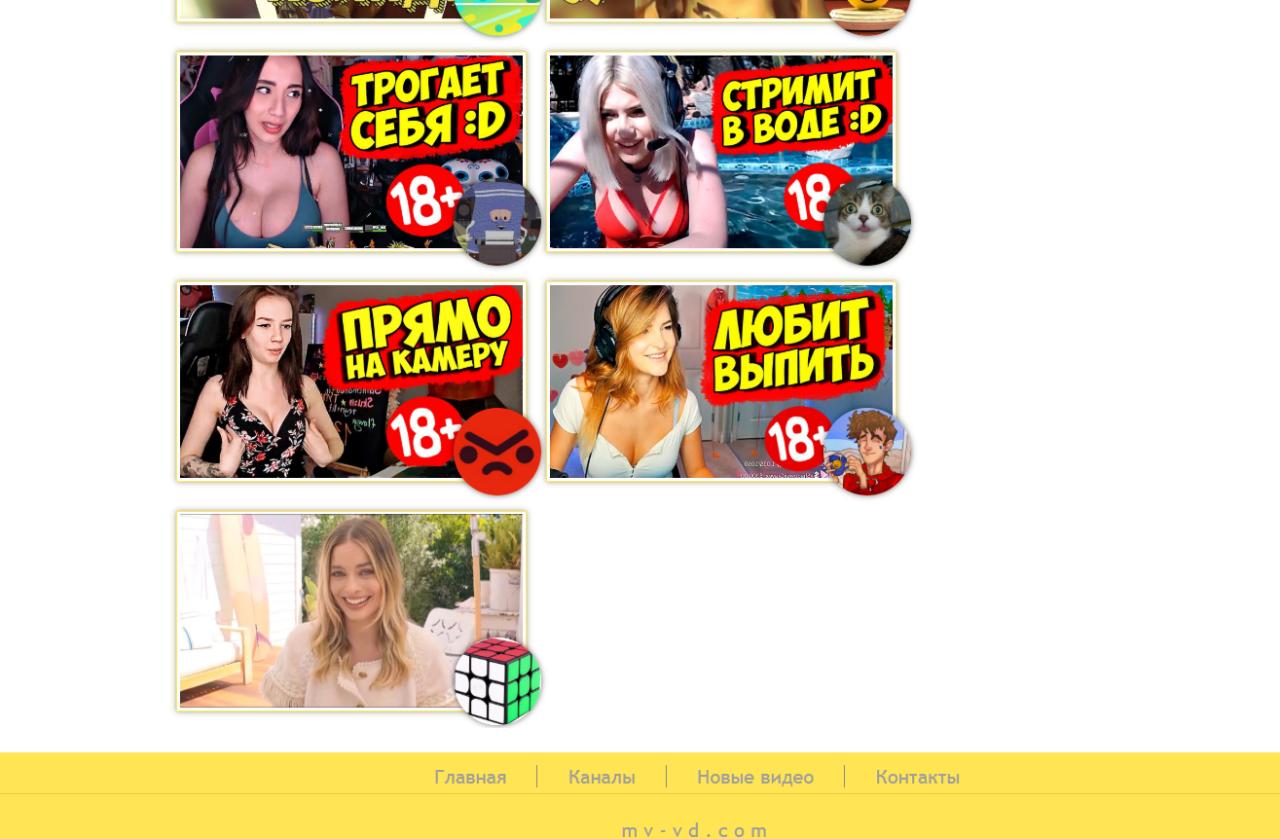 ТРОГАЕТ
СЕБЯ :D
18+
СТРИМИТ
В ВОДЕ :D
18+
ПРЯМО
НА КАМЕРУ
18+
ЛЮБИТ
ВЫПИТЬ
18+
Главная
Каналы
Новые видео
Контакты
mv-vd.com